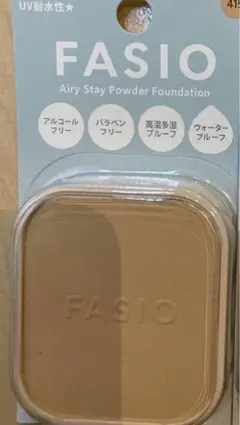 UV耐水性★
41
FASIO
Airy Stay Powder Foundation
アルコール
フリー
パラベン
フリー
高温多湿
プルーフ
ウォーター
プルーフ
FASIO